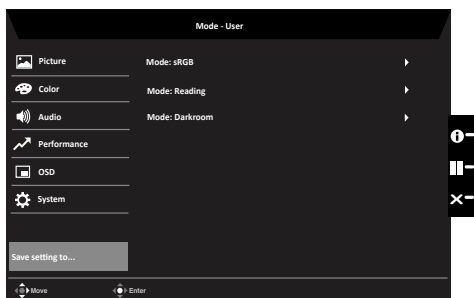 Mode - User
Picture
Mode: sRGB
Color
Mode: Reading
Audio
Mode: Darkroom
Performance
OSD
System
Save setting to...
Move
Enter